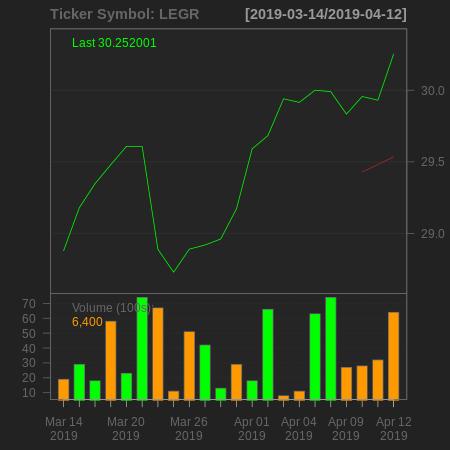 Ticker Symbol: LEGR [2019-03-14/2019-04-12]
Last 30.252001
30.0
29.5
29.0
Volume (100s)
6,400
70
60
50
40
30
20
10
Mar 14 Mar 20 Mar 26 Apr 01 Apr 04 Apr 09 Apr 12
2019 2019 2019 2019 2019 2019 2019